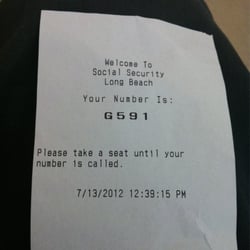 Welcome To
Social Security
Long Beach
Your Number Is:
G591
Please take a seat until your
number is called.
7/13/2012 12:39:15 PM